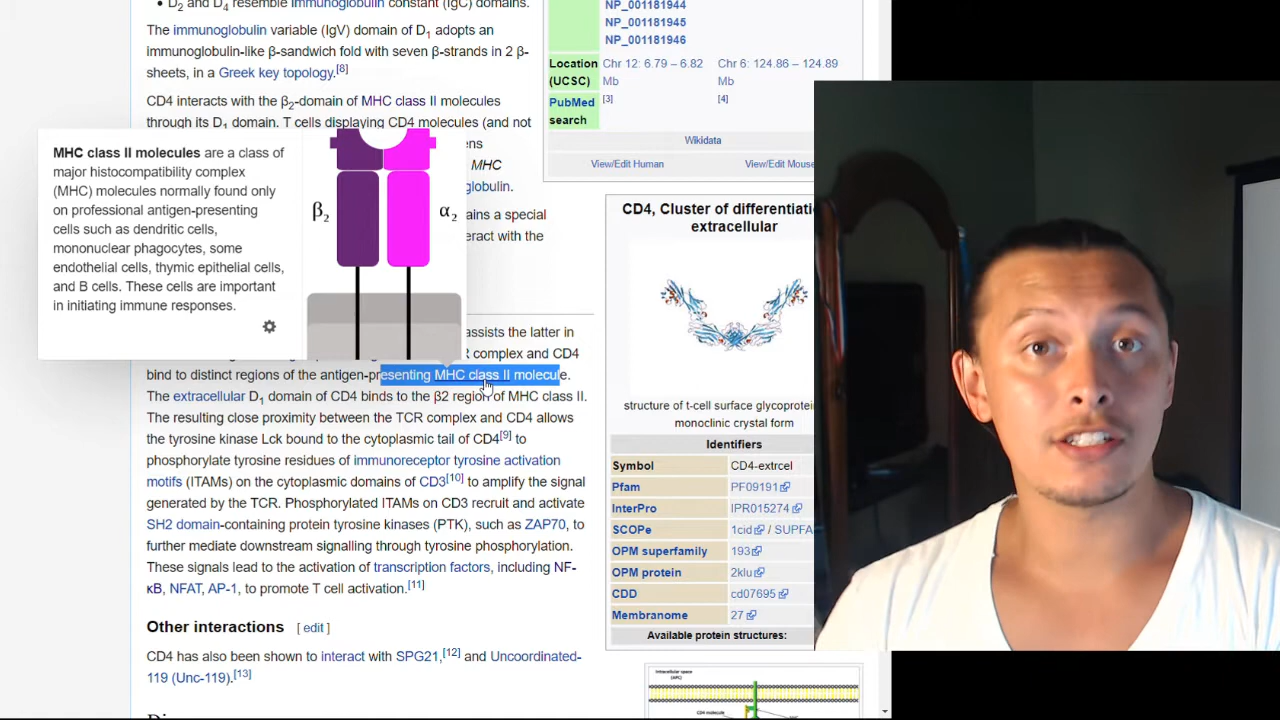 • D2 and D4 resemble immunoglobulin constant (IgC) domains.
The immunoglobulin variable (IgV) domain of D1 adopts an
immunoglobulin-like β-sandwich fold with seven β-strands in 2 β-
sheets, in a Greek key topology.[8]
CD4 interacts with the β2-domain of MHC class II molecules
through its D1 domain. T cells displaying CD4 molecules (and not
MHC
ains a special
eract with the
MHC class II molecules are a class of
major histocompatibility complex
(MHC) molecules normally found only
on professional antigen-presenting
cells such as dendritic cells,
mononuclear phagocytes, some
endothelial cells, thymic epithelial cells,
and B cells. These cells are important
in initiating immune responses.
β2
α2
assists the latter in
complex and CD4
bind to distinct regions of the antigen-presenting MHC class II molecule.
The extracellular D1 domain of CD4 binds to the β2 region of MHC class II.
The resulting close proximity between the TCR complex and CD4 allows
the tyrosine kinase Lck bound to the cytoplasmic tail of CD4[9] to
phosphorylate tyrosine residues of immunoreceptor tyrosine activation
motifs (ITAMs) on the cytoplasmic domains of CD3[10] to amplify the signal
generated by the TCR. Phosphorylated ITAMs on CD3 recruit and activate
SH2 domain-containing protein tyrosine kinases (PTK), such as ZAP70, to
further mediate downstream signalling through tyrosine phosphorylation.
These signals lead to the activation of transcription factors, including NF-
κB, NFAT, AP-1, to promote T cell activation.[11]
Other interactions [ edit ]
CD4 has also been shown to interact with SPG21,[12] and Uncoordinated-
119 (Unc-119).[13]
NP_001181944
NP_001181945
NP_001181946
Location (UCSC) Chr 12: 6.79 – 6.82 Mb Chr 6: 124.86 – 124.89 Mb
PubMed search [3] [4]
Wikidata
View/Edit Human View/Edit Mouse
CD4, Cluster of differentiati
extracellular
structure of t-cell surface glycoprotein
monoclinic crystal form
Identifiers
Symbol CD4-extrcel
Pfam PF09191
InterPro IPR015274
SCOPe 1cid / SUPFA
OPM superfamily 193
OPM protein 2klu
CDD cd07695
Membranome 27
Available protein structures:
Intracellular space
(APC)
CD4 molecule